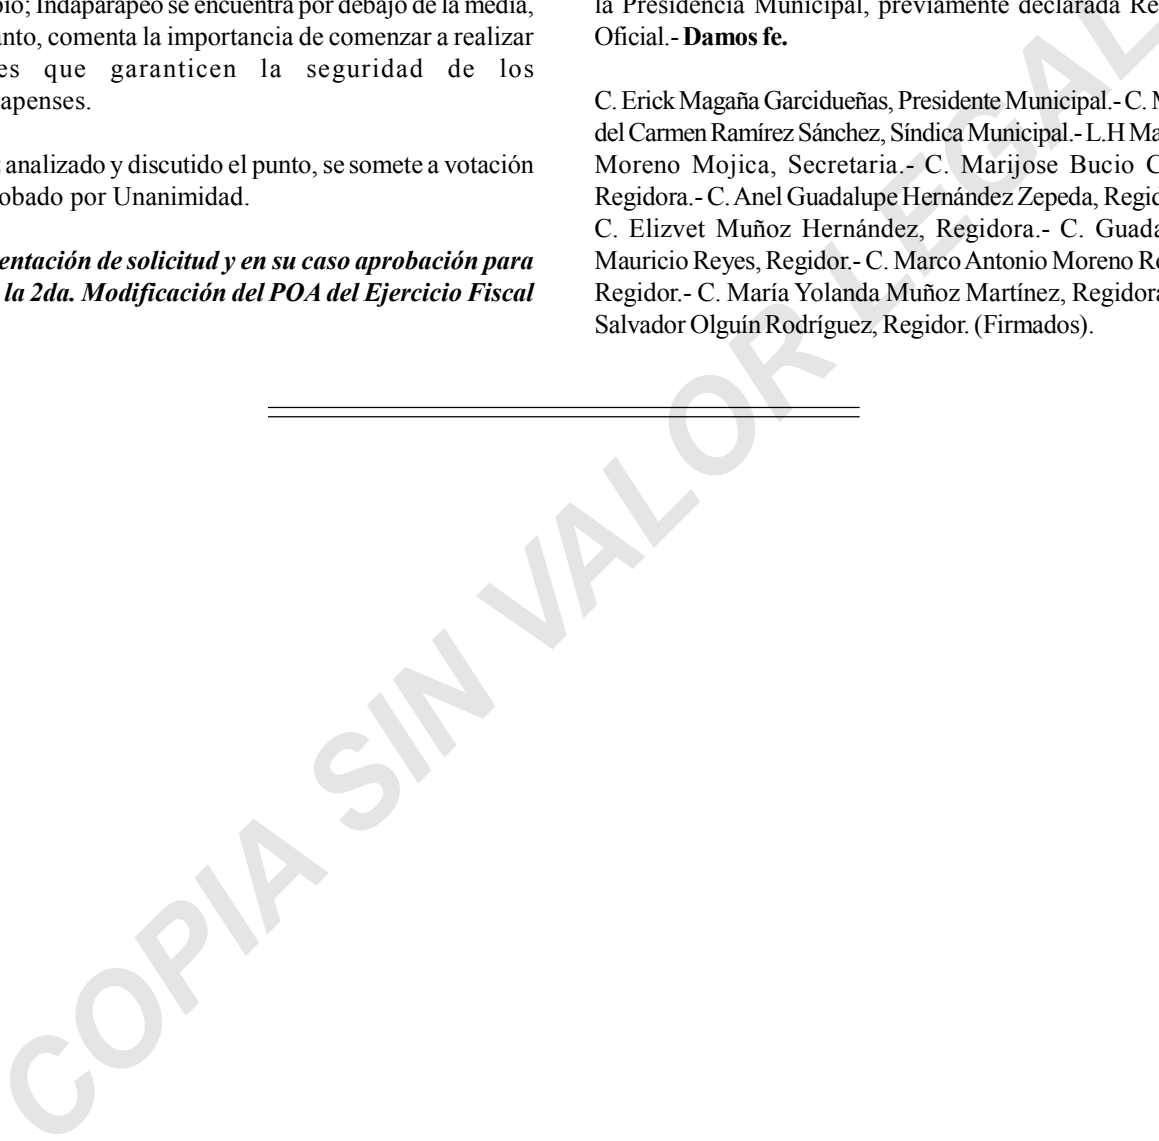 pio; Indaparapeo se encuentra por debajo de la media,
anto, comenta la importancia de comenzar a realizar
es que garanticen la seguridad de los
apenses.
analizado y discutido el punto, se somete a votación
obado por Unanimidad.
entación de solicitud y en su caso aprobación para
la 2da. Modificación del POA del Ejercicio Fiscal
la Presidencia Municipal, previamente declarada Re
Oficial.- Damos fe.
C. Erick Magaña Garcidueñas, Presidente Municipal.- C. M
del Carmen Ramírez Sánchez, Síndica Municipal.- L.H Ma
Moreno Mojica, Secretaria.- C. Marijose Bucio C
Regidora.- C. Anel Guadalupe Hernández Zepeda, Regid
C. Elizvet Muñoz Hernández, Regidora.- C. Guada
Mauricio Reyes, Regidor.- C. Marco Antonio Moreno Ro
Regidor.- C. María Yolanda Muñoz Martínez, Regidora
Salvador Olguín Rodríguez, Regidor. (Firmados).
COPIA SIN VALOR LEGAL